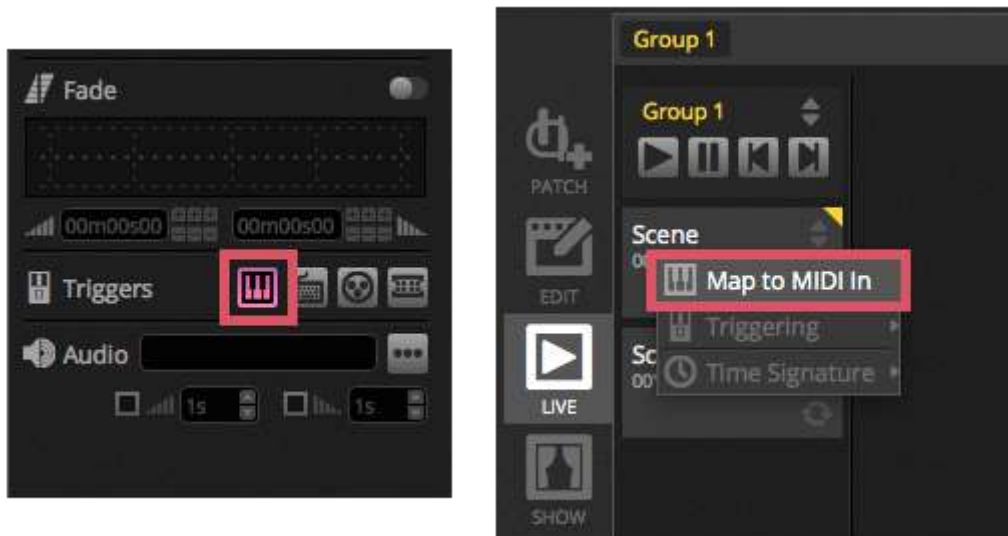 Fade
00m00s00 00m00s00
Triggers
Audio
1s 1s
Group 1
Group 1
PATCH
Scene
Map to MIDI In
EDIT
Triggering
Sc
Time Signature
LIVE
SHOW